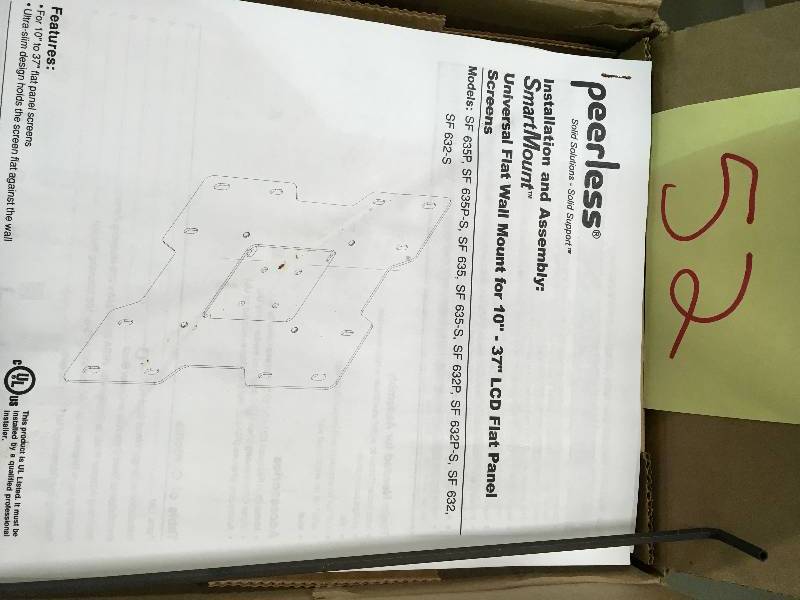 52
peerless®
Solid Solutions - Solid Support™
Installation and Assembly:
SmartMount™
Universal Flat Wall Mount for 10" - 37" LCD Flat Panel
Screens
Models: SF 635P, SF 635P-S, SF 635, SF 635-S, SF 632P, SF 632P-S, SF 632,
SF 632-S
Features:
• For 10" to 37" flat panel screens
• Ultra-slim design holds the screen flat against the wall
c UL US
This product is UL Listed. It must be
installed by a qualified professional
installer.